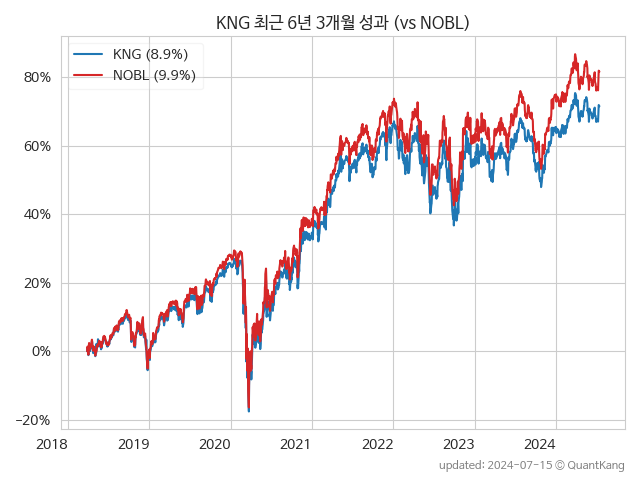 KNG 최근 6년 3개월 성과 (vs NOBL)
KNG (8.9%)
NOBL (9.9%)
80%
60%
40%
20%
0%
−20%
2018 2019 2020 2021 2022 2023 2024
updated: 2024-07-15 © QuantKang